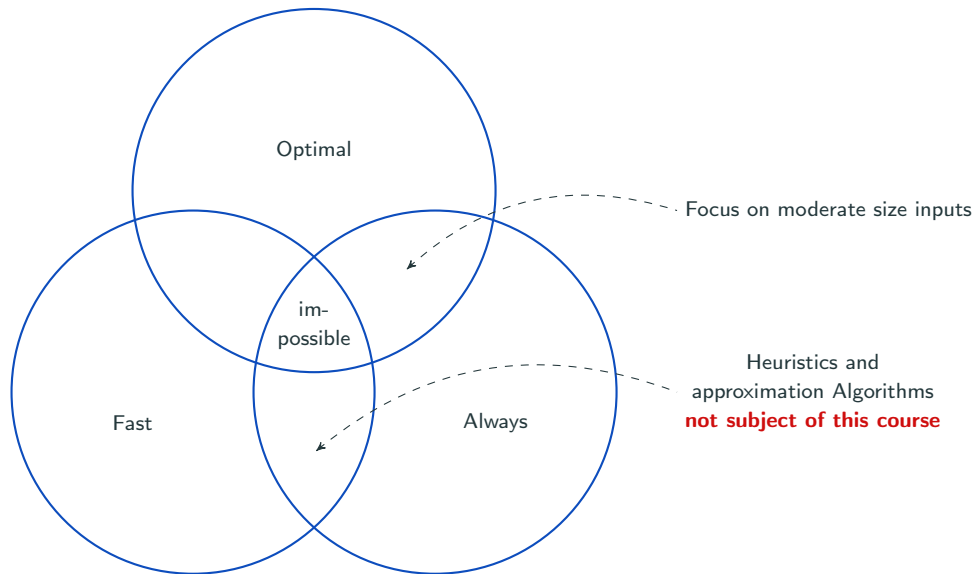 Optimal
Focus on moderate size inputs
im-
possible
Heuristics and
approximation Algorithms
not subject of this course
Fast
Always